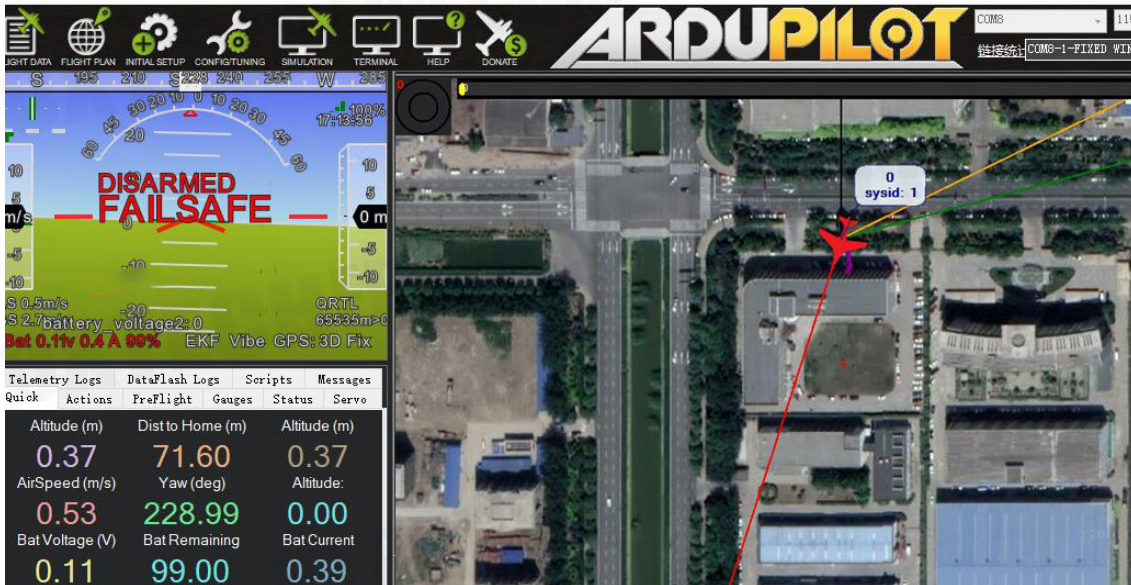 ARDUPILOT
COM8
链接统计
COM8-1-FIXED WIN
LIGHT DATA FLIGHT PLAN INITIAL SETUP CONFIG/TUNING SIMULATION TERMINAL HELP DONATE
S 195 210 228 240 255 W 285
60 45 30 20 10 0 10 20 30 45 60
100%
17:13:56
20
DISARMED
FAILSAFE
10
5
m/s
-5
-10
0
-10
-20
10
5
0 m
-5
-10
S 0.5m/s
S 2.7m/s
battery_voltage2: 0
QRTL
65535m>0
Bat 0.11v 0.4 A 99% EKF Vibe GPS: 3D Fix
0
0
sysid: 1
Telemetry Logs DataFlash Logs Scripts Messages
Quick Actions PreFlight Gauges Status Servo
Altitude (m) Dist to Home (m) Altitude (m)
0.37 71.60 0.37
AirSpeed (m/s) Yaw (deg) Altitude:
0.53 228.99 0.00
Bat Voltage (V) Bat Remaining Bat Current
0.11 99.00 0.39